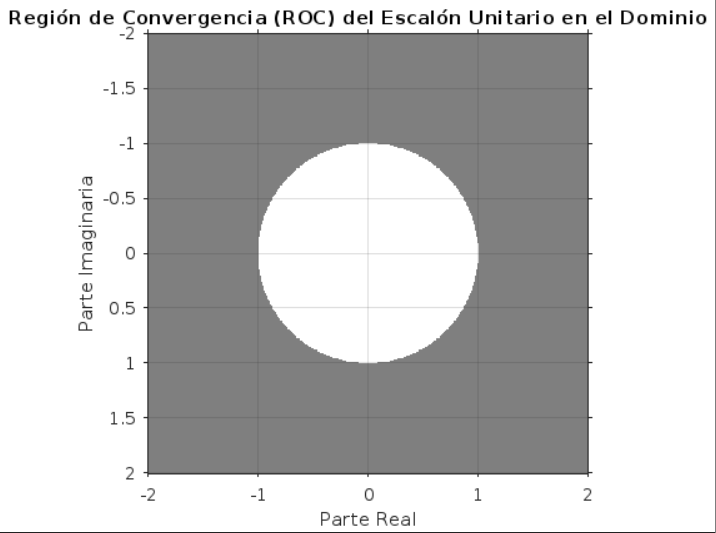 Región de Convergencia (ROC) del Escalón Unitario en el Dominio
-2
-1.5
-1
-0.5
0
0.5
1
1.5
2
Parte Imaginaria
-2 -1 0 1 2
Parte Real